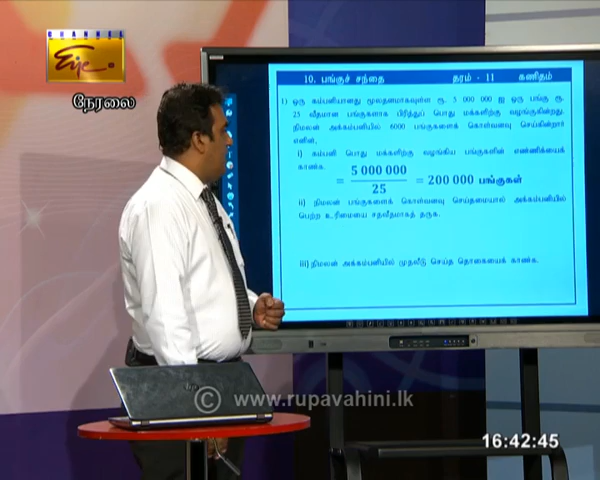 CHANNEL
Eye
நேரலை
10. பங்குச் சந்தை தரம் - 11 கணிதம்
1) ஒரு கம்பனியானது மூலதனமாகவுள்ள ரூ. 5 000 000 ஐ ஒரு பங்கு ரூ.
25 வீதமான பங்குகளாக பிரித்துப் பொது மக்களிற்கு வழங்குகின்றது.
நிமலன் அக்கம்பனியில் 6000 பங்குகளைக் கொள்வனவு செய்கின்றார்
எனின்,
i) கம்பனி பொது மக்களிற்கு வழங்கிய பங்குகளின் எண்ணிக்கையைக்
காண்க.
= 5 000 000 / 25 = 200 000 பங்குகள்
ii) நிமலன் பங்குகளைக் கொள்வனவு செய்தமையால் அக்கம்பனியில்
பெற்ற உரிமையை சதவீதமாகத் தருக.
iii) நிமலன் அக்கம்பனியில் முதலீடு செய்த தொகையைக் காண்க.
hp
© www.rupavahini.lk
16:42:45